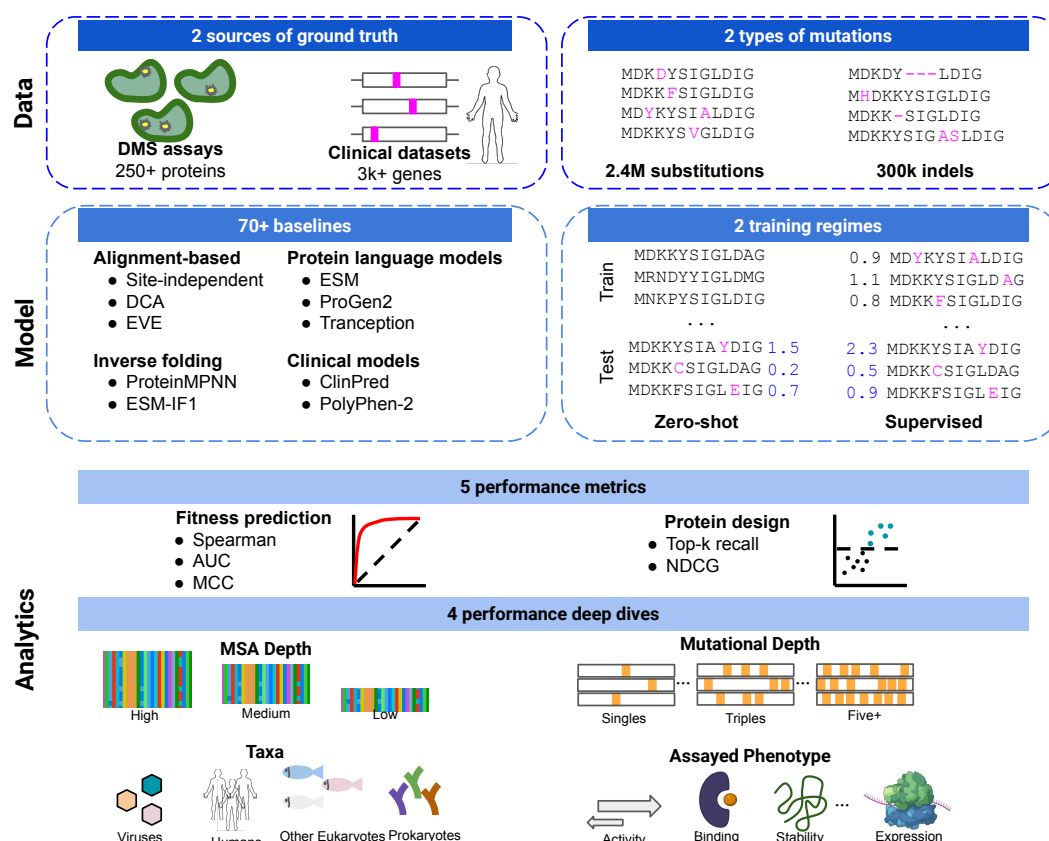 Data
2 sources of ground truth
DMS assays
250+ proteins
Clinical datasets
3k+ genes
2 types of mutations
MDKDYSIGLDIG
MDKKFSIGLDIG
MDYKYSIALDIG
MDKKYSVGLDIG
2.4M substitutions
MDKDY---LDIG
MHDKKYSIGLDIG
MDKK-SIGLDIG
MDKKYSIGASLDIG
300k indels
Model
70+ baselines
Alignment-based
● Site-independent
● DCA
● EVE
Protein language models
● ESM
● ProGen2
● Tranception
Inverse folding
● ProteinMPNN
● ESM-IF1
Clinical models
● ClinPred
● PolyPhen-2
2 training regimes
Train
MDKKYSIGLDAG
MRNDYYIGLDMG
MNKPYSIGLDIG
...
Test
MDKKYSIAYDIG 1.5
MDKKCSIGLDAG 0.2
MDKKFSIGLEIG 0.7
Zero-shot
0.9 MDYKYSIALDIG
1.1 MDKKYSIGLDAG
0.8 MDKKFSIGLDIG
...
2.3 MDKKYSIAYDIG
0.5 MDKKCSIGLDAG
0.9 MDKKFSIGLEIG
Supervised
Analytics
5 performance metrics
Fitness prediction
● Spearman
● AUC
● MCC
Protein design
● Top-k recall
● NDCG
4 performance deep dives
MSA Depth
High
Medium
Low
Mutational Depth
... ...
Singles
Triples
Five+
Taxa
Viruses
Humans
Other Eukaryotes
Prokaryotes
Assayed Phenotype
Activity
Binding
Stability
...
Expression